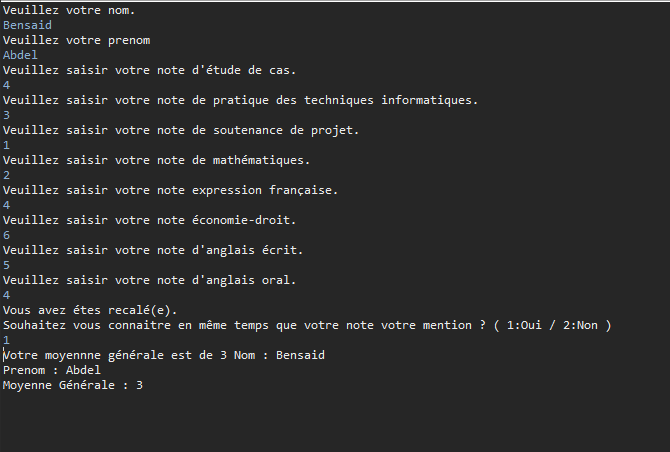 Veuillez votre nom.
Bensaid
Veuillez votre prenom
Abdel
Veuillez saisir votre note d'étude de cas.
4
Veuillez saisir votre note de pratique des techniques informatiques.
3
Veuillez saisir votre note de soutenance de projet.
1
Veuillez saisir votre note de mathématiques.
2
Veuillez saisir votre note expression française.
4
Veuillez saisir votre note économie-droit.
6
Veuillez saisir votre note d'anglais écrit.
5
Veuillez saisir votre note d'anglais oral.
4
Vous avez étes recalé(e).
Souhaitez vous connaitre en même temps que votre note votre mention ? ( 1:Oui / 2:Non )
1
Votre moyennne générale est de 3 Nom : Bensaid
Prenom : Abdel
Moyenne Générale : 3